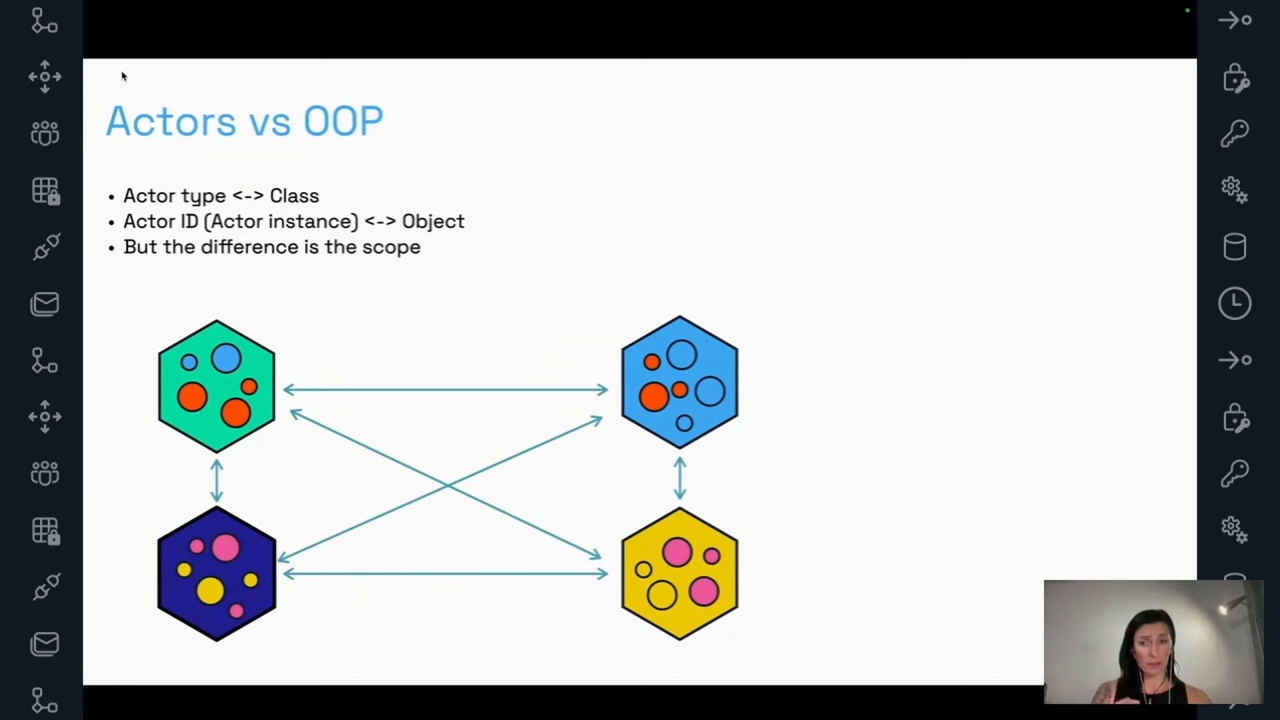 Actors vs OOP
• Actor type <-> Class
• Actor ID (Actor instance) <-> Object
• But the difference is the scope